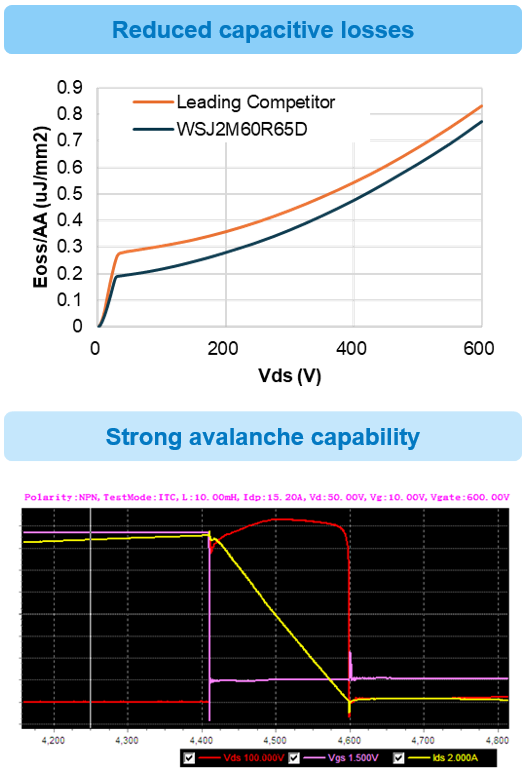 Reduced capacitive losses
0.9
0.8
0.7
0.6
0.5
0.4
0.3
0.2
0.1
0
Eoss/AA (uJ/mm2)
Leading Competitor
WSJ2M60R65D
0 200 400 600
Vds (V)
Strong avalanche capability
Polarity:NPN,TestMode:ITC,L:10.00mH,Idp:15.20A,Vd:50.00V,Vg:10.00V,Vgate:600.00V
4,200 4,300 4,400 4,500 4,600 4,700 4,800
Vds 100.000V Vgs 1.500V Ids 2.000A